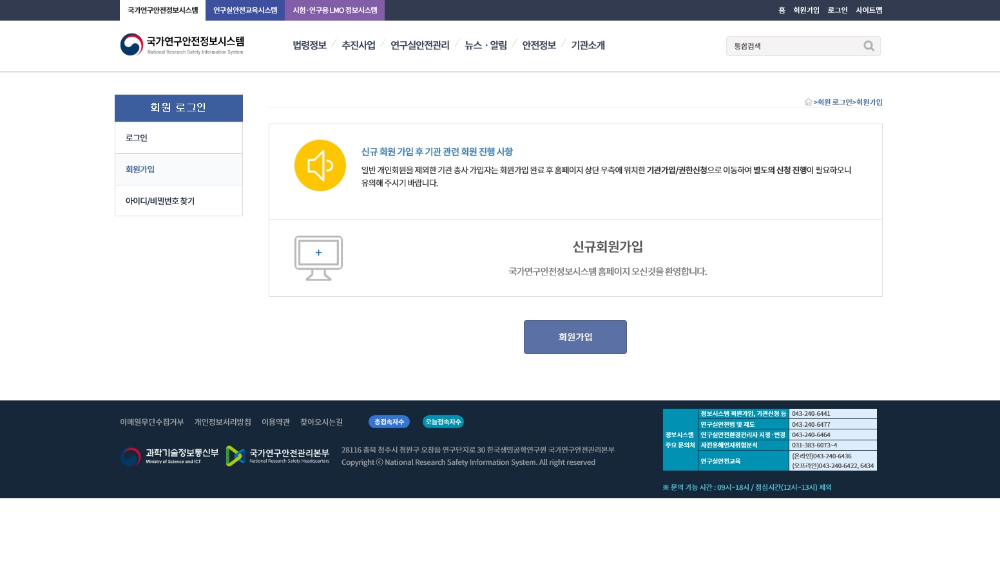 국가연구안전정보시스템 연구실안전교육시스템 시험·연구용 LMO 정보시스템 홈 회원가입 로그인 사이트맵
국가연구안전정보시스템
National Research Safety Information System
법령정보 / 추진사업 / 연구실안전관리 / 뉴스·알림 / 안전정보 / 기관소개
통합검색
회원 로그인
로그인
회원가입
아이디/비밀번호 찾기
>회원 로그인>회원가입
신규 회원 가입 후 기관 관련 회원 진행 사항
일반 개인회원을 제외한 기관 종사 가입자는 회원가입 완료 후 홈페이지 상단 우측에 위치한 기관가입/권한신청으로 이동하여 별도의 신청 진행이 필요하오니
유의해 주시기 바랍니다.
신규회원가입
국가연구안전정보시스템 홈페이지 오신것을 환영합니다.
회원가입
이메일무단수집거부 개인정보처리방침 이용약관 찾아오시는길 총접속자수 오늘접속자수
과학기술정보통신부
Ministry of Science and ICT
국가연구안전관리본부
National Research Safety Headquarters
28116 충북 청주시 청원구 오창읍 연구단지로 30 한국생명공학연구원 국가연구안전관리본부
Copyright ⓒ National Research Safety Information System. All right reserved
정보시스템
주요 문의처
정보시스템 회원가입, 기관신청 등 043-240-6441
연구실안전법 및 제도 043-240-6477
연구실안전환경관리자 지정·변경 043-240-6464
사전유해인자위험분석 031-383-6073~4
연구실안전교육
(온라인)043-240-6436
(오프라인)043-240-6422, 6434
※ 문의 가능 시간 : 09시~18시 / 점심시간(12시~13시) 제외